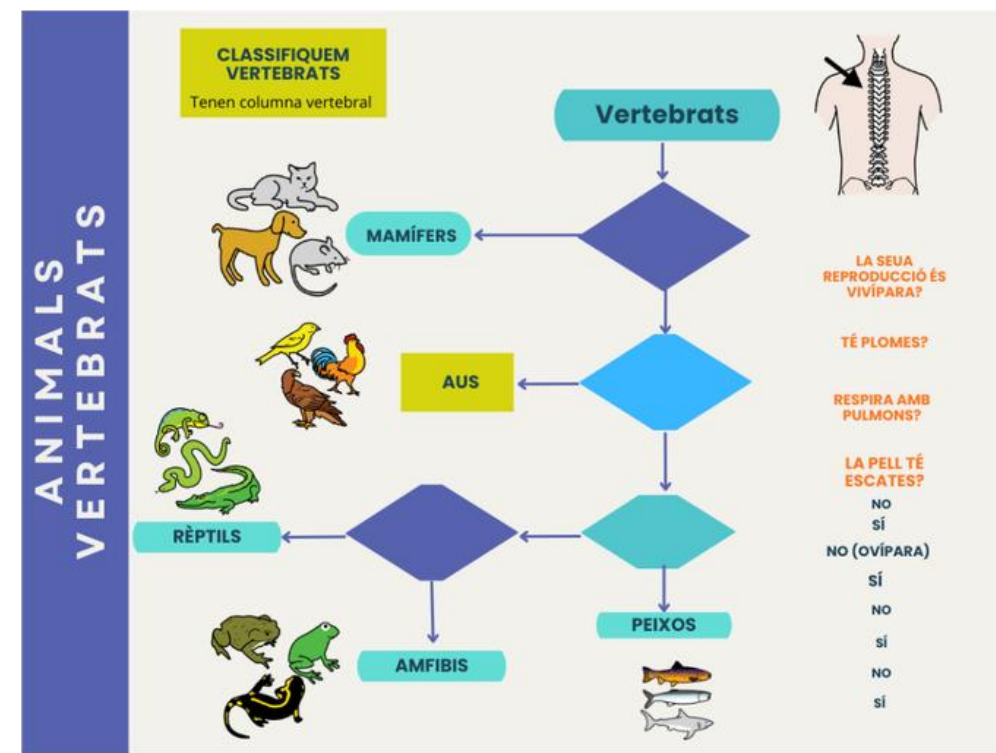 ANIMALS
VERTEBRATS
CLASSIFIQUEM
VERTEBRATS
Tenen columna vertebral
Vertebrats
MAMÍFERS
LA SEUA
REPRODUCCIÓ ÉS
VIVÍPARA?
TÉ PLOMES?
AUS
RESPIRA AMB
PULMONS?
LA PELL TÉ
ESCATES?
NO
SÍ
NO (OVÍPARA)
SÍ
NO
SÍ
NO
SÍ
RÈPTILS
PEIXOS
AMFIBIS